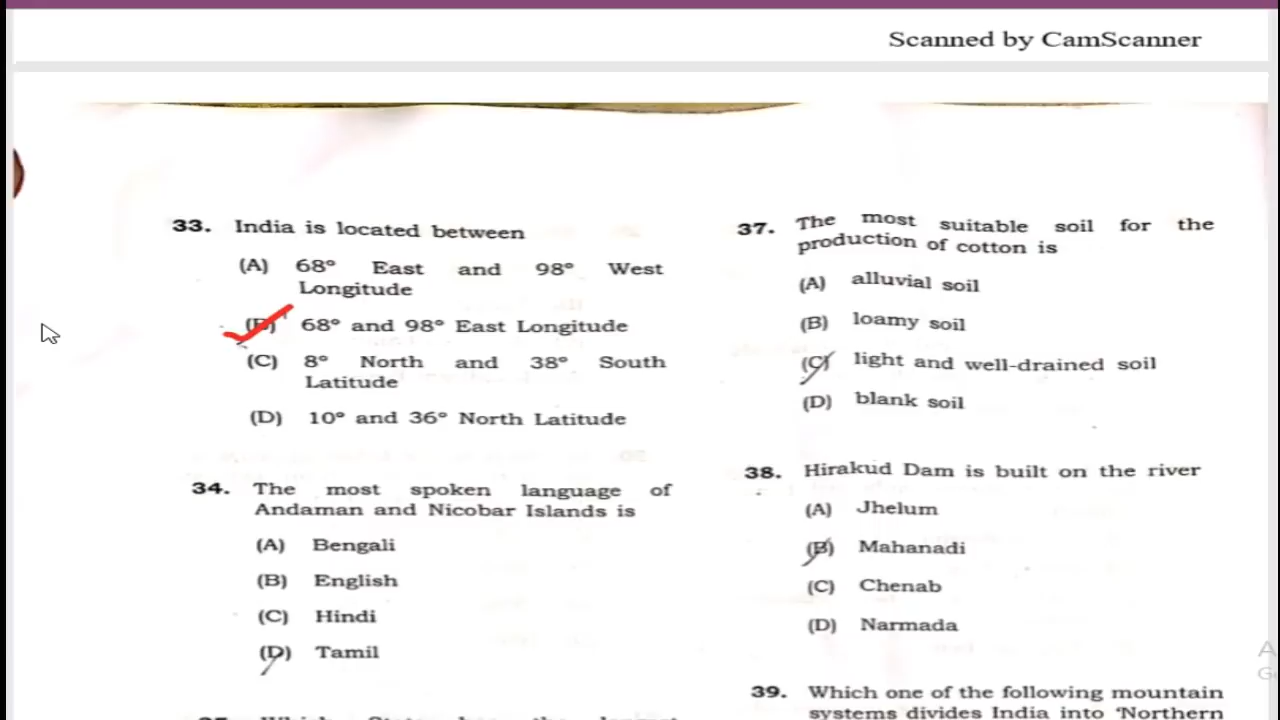 Scanned by CamScanner
33. India is located between
(A) 68° East and 98° West
Longitude
(B) 68° and 98° East Longitude
(C) 8° North and 38° South
Latitude
(D) 10° and 36° North Latitude
34. The most spoken language of
Andaman and Nicobar Islands is
(A) Bengali
(B) English
(C) Hindi
(D) Tamil
37. The most suitable soil for the
production of cotton is
(A) alluvial soil
(B) loamy soil
(C) light and well-drained soil
(D) blank soil
38. Hirakud Dam is built on the river
(A) Jhelum
(B) Mahanadi
(C) Chenab
(D) Narmada
39. Which one of the following mountain
systems divides India into 'Northern